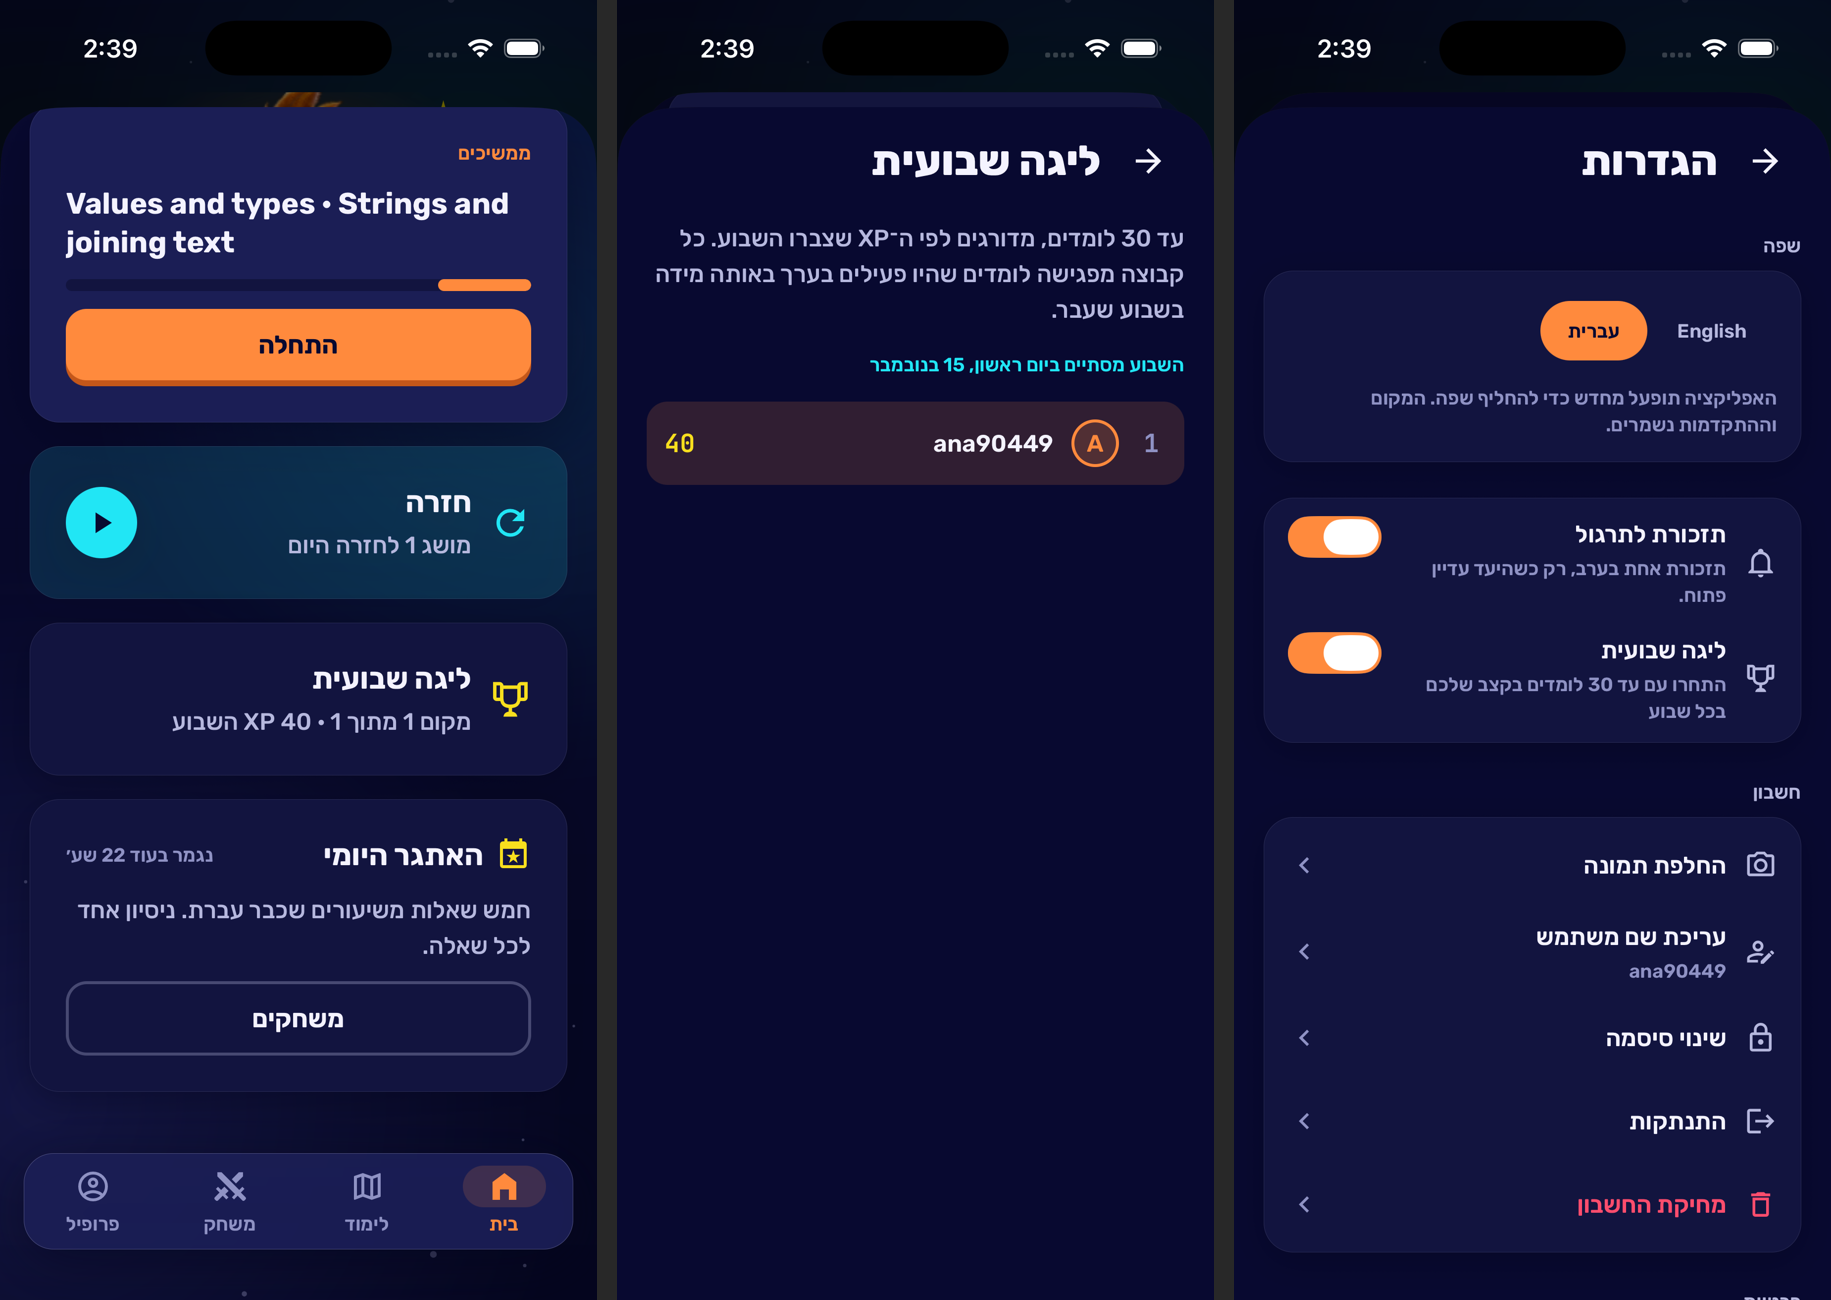 2:39
ממשיכים
Values and types • Strings and
joining text
התחלה
חזרה
מושג 1 לחזרה היום
ליגה שבועית
מקום 1 מתוך 1 • 40 XP השבוע
האתגר היומי
נגמר בעוד 22 שע׳
חמש שאלות משיעורים שכבר עברת. ניסיון אחד
לכל שאלה.
משחקים
בית
לימוד
משחק
פרופיל
2:39
ליגה שבועית
עד 30 לומדים, מדורגים לפי ה־XP שצברו השבוע. כל
קבוצה מפגישה לומדים שהיו פעילים בערך באותה מידה
בשבוע שעבר.
השבוע מסתיים ביום ראשון, 15 בנובמבר
1 A ana90449 40
2:39
הגדרות
שפה
English
עברית
האפליקציה תופעל מחדש כדי להחליף שפה. המקום
וההתקדמות נשמרים.
תזכורת לתרגול
תזכורת אחת בערב, רק כשהיעד עדיין
פתוח.
ליגה שבועית
התחרו עם עד 30 לומדים בקצב שלכם
בכל שבוע
חשבון
החלפת תמונה
עריכת שם משתמש
ana90449
שינוי סיסמה
התנתקות
מחיקת החשבון